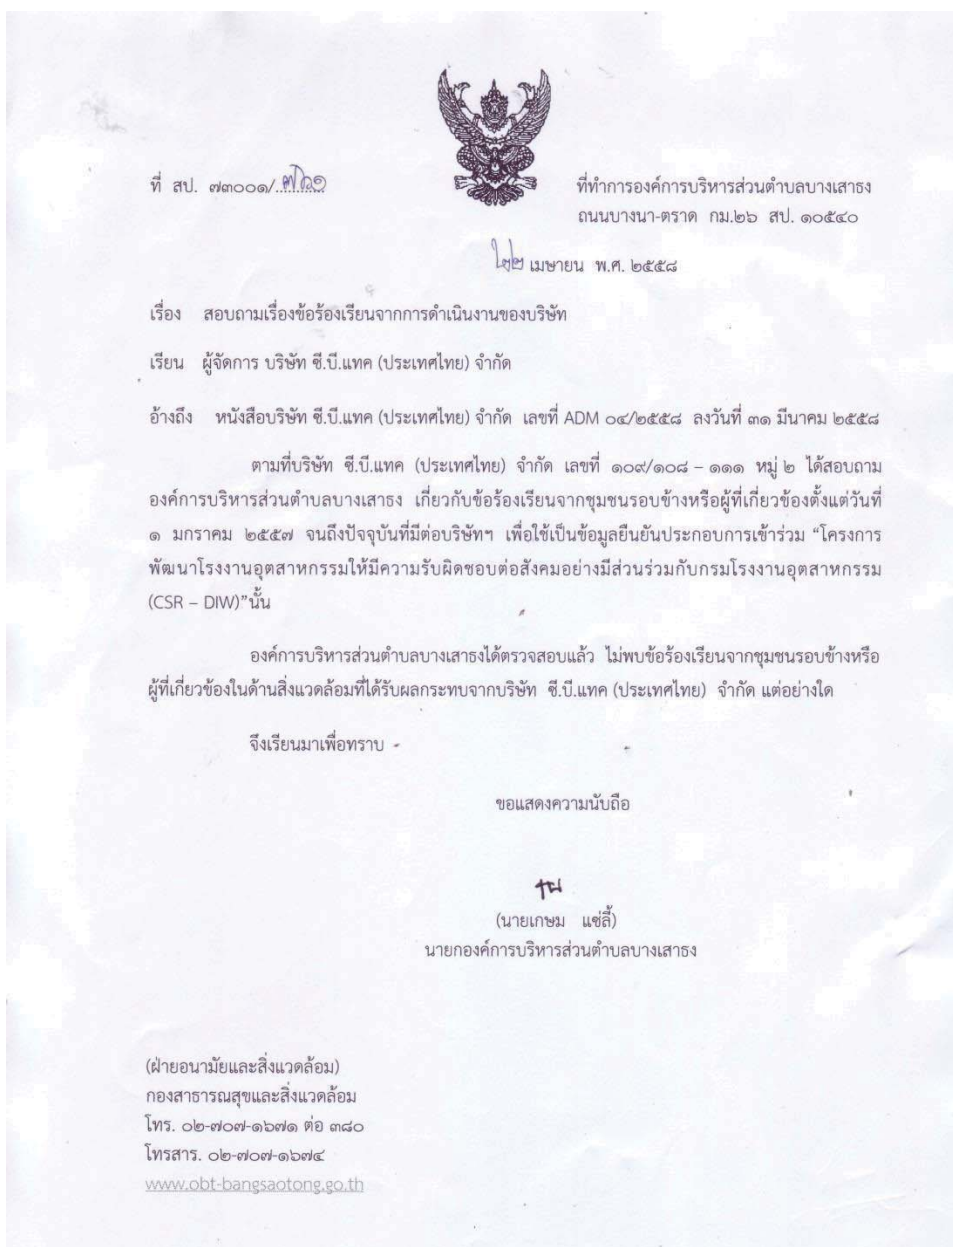 ที่ สป. ๗๓๐๐๑/
ที่ทำการองค์การบริหารส่วนตำบลบางเสาธง
ถนนบางนา-ตราด กม.๒๖ สป. ๑๐๕๔๐
เมษายน พ.ศ. ๒๕๕๘
เรื่อง สอบถามเรื่องข้อร้องเรียนจากการดำเนินงานของบริษัท
เรียน ผู้จัดการ บริษัท ซี.บี.แทค (ประเทศไทย) จำกัด
อ้างถึง หนังสือบริษัท ซี.บี.แทค (ประเทศไทย) จำกัด เลขที่ ADM ๐๔/๒๕๕๘ ลงวันที่ ๓๑ มีนาคม ๒๕๕๘
ตามที่บริษัท ซี.บี.แทค (ประเทศไทย) จำกัด เลขที่ ๑๐๙/๑๐๘ – ๑๑๑ หมู่ ๒ ได้สอบถาม
องค์การบริหารส่วนตำบลบางเสาธง เกี่ยวกับข้อร้องเรียนจากชุมชนรอบข้างหรือผู้ที่เกี่ยวข้องตั้งแต่วันที่
๑ มกราคม ๒๕๕๗ จนถึงปัจจุบันที่มีต่อบริษัทฯ เพื่อใช้เป็นข้อมูลยืนยันประกอบการเข้าร่วม “โครงการ
พัฒนาโรงงานอุตสาหกรรมให้มีความรับผิดชอบต่อสังคมอย่างมีส่วนร่วมกับกรมโรงงานอุตสาหกรรม
(CSR – DIW)”นั้น
องค์การบริหารส่วนตำบลบางเสาธงได้ตรวจสอบแล้ว ไม่พบข้อร้องเรียนจากชุมชนรอบข้างหรือ
ผู้ที่เกี่ยวข้องในด้านสิ่งแวดล้อมที่ได้รับผลกระทบจากบริษัท ซี.บี.แทค (ประเทศไทย) จำกัด แต่อย่างใด
จึงเรียนมาเพื่อทราบ
ขอแสดงความนับถือ
(นายเกษม แซ่ลี้)
นายกองค์การบริหารส่วนตำบลบางเสาธง
(ฝ่ายอนามัยและสิ่งแวดล้อม)
กองสาธารณสุขและสิ่งแวดล้อม
โทร. ๐๒-๗๐๗-๑๖๗๑ ต่อ ๓๘๐
โทรสาร. ๐๒-๗๐๗-๑๖๗๔
www.obt-bangsaotong.go.th